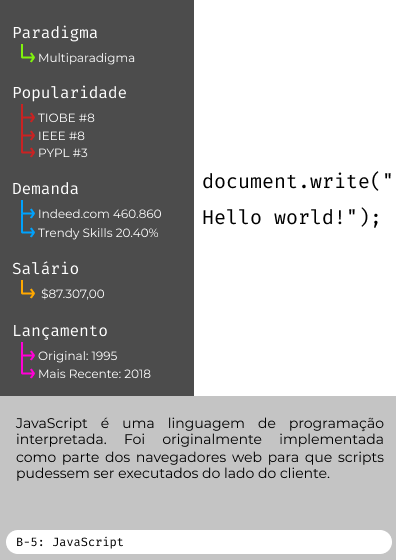 Paradigma
Multiparadigma
Popularidade
TIOBE #8
IEEE #8
PYPL #3
Demanda
Indeed.com 460.860
Trendy Skills 20.40%
Salário
$87.307,00
Lançamento
Original: 1995
Mais Recente: 2018
document.write("
Hello world!");
JavaScript é uma linguagem de programação
interpretada. Foi originalmente implementada
como parte dos navegadores web para que scripts
pudessem ser executados do lado do cliente.
B-5: JavaScript